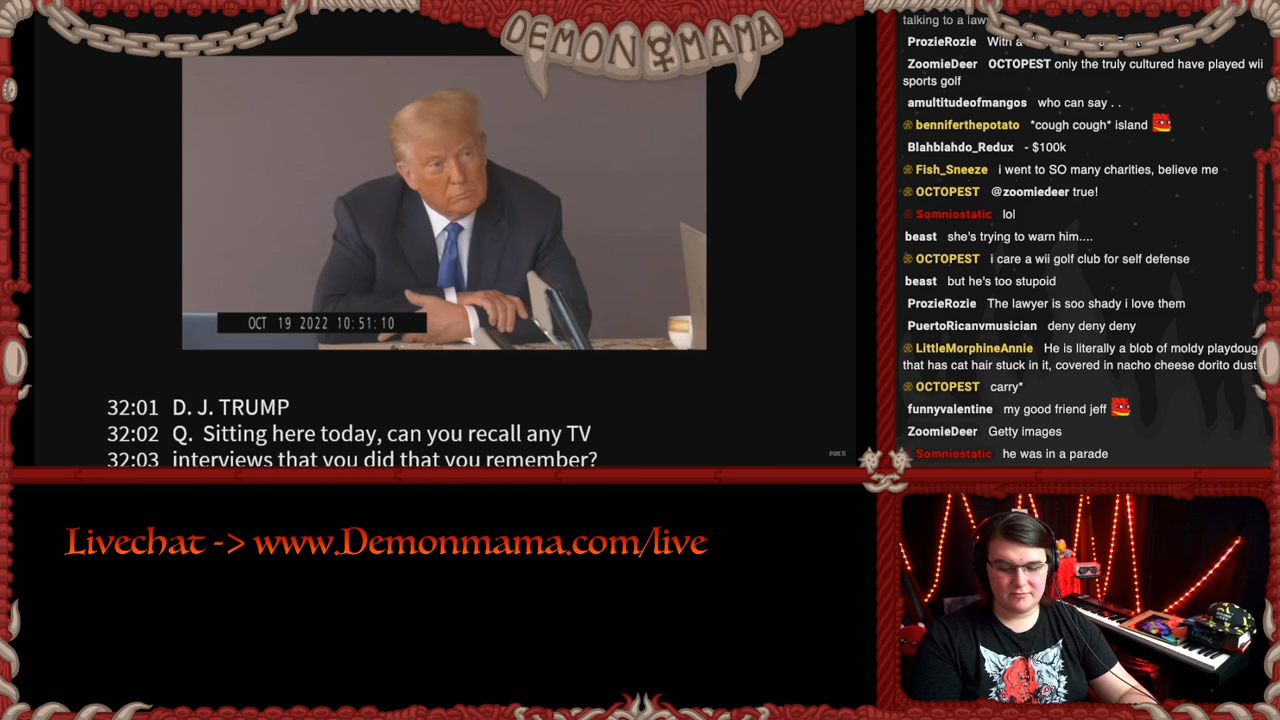 DEMON MAMA
OCT 19 2022 10:51:10
32:01 D. J. TRUMP
32:02 Q. Sitting here today, can you recall any TV
32:03 interviews that you did that you remember?
FOX 5
Livechat -> www.Demonmama.com/live
talking to a law
ProzieRozie With a
ZoomieDeer OCTOPEST only the truly cultured have played wii
sports golf
amultitudeofmangos who can say . .
benniferthepotato *cough cough* island
Blahblahdo_Redux - $100k
Fish_Sneeze i went to SO many charities, believe me
OCTOPEST @zoomiedeer true!
Somniostatic lol
beast she's trying to warn him....
OCTOPEST i care a wii golf club for self defense
beast but he's too stupoid
ProzieRozie The lawyer is soo shady i love them
PuertoRicanvmusician deny deny deny
LittleMorphineAnnie He is literally a blob of moldy playdoug
that has cat hair stuck in it, covered in nacho cheese dorito dust
OCTOPEST carry*
funnyvalentine my good friend jeff
ZoomieDeer Getty images
Somniostatic he was in a parade